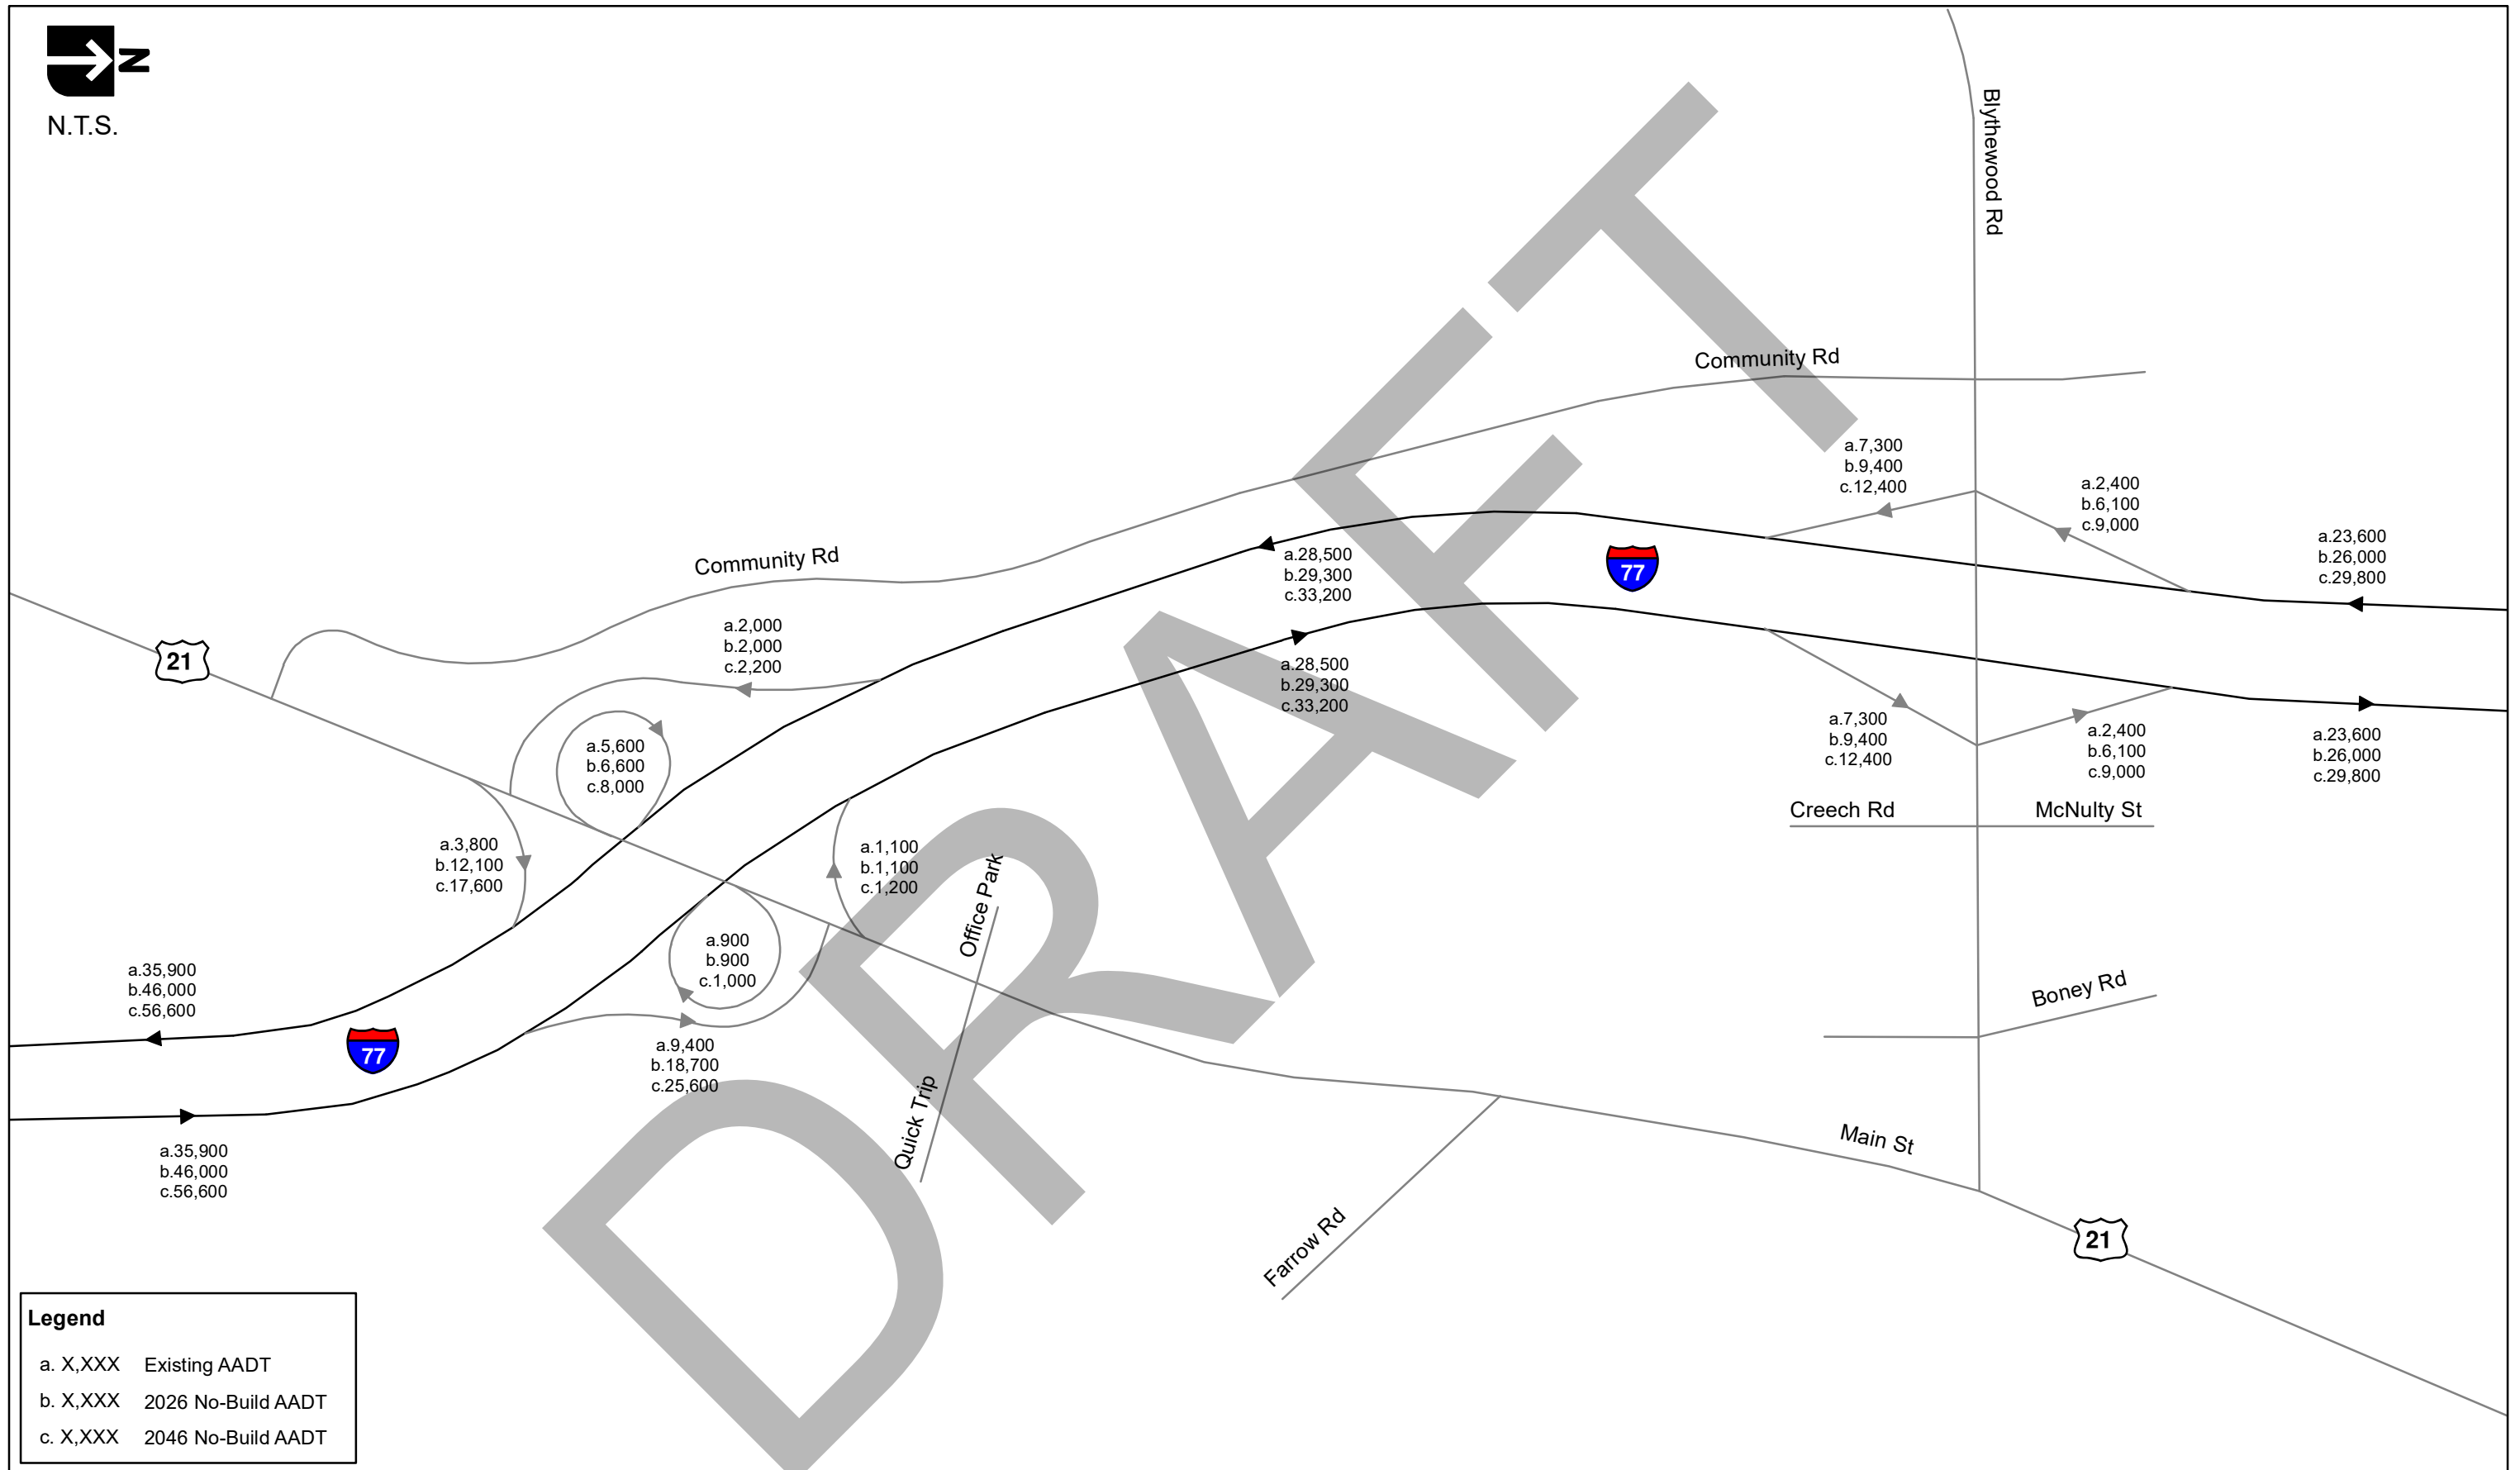 N
N.T.S.
Blythewood Rd
Community Rd
a.7,300
b.9,400
c.12,400
a.2,400
b.6,100
c.9,000
a.23,600
b.26,000
c.29,800
Community Rd
a.28,500
b.29,300
c.33,200
77
a.2,000
b.2,000
c.2,200
21
a.28,500
b.29,300
c.33,200
a.7,300
b.9,400
c.12,400
a.2,400
b.6,100
c.9,000
a.23,600
b.26,000
c.29,800
a.5,600
b.6,600
c.8,000
Creech Rd
McNulty St
a.3,800
b.12,100
c.17,600
a.1,100
b.1,100
c.1,200
Office Park
a.900
b.900
c.1,000
a.35,900
b.46,000
c.56,600
Boney Rd
77
a.9,400
b.18,700
c.25,600
Quick Trip
a.35,900
b.46,000
c.56,600
Main St
Farrow Rd
21
DRAFT
Legend
a. X,XXX Existing AADT
b. X,XXX 2026 No-Build AADT
c. X,XXX 2046 No-Build AADT